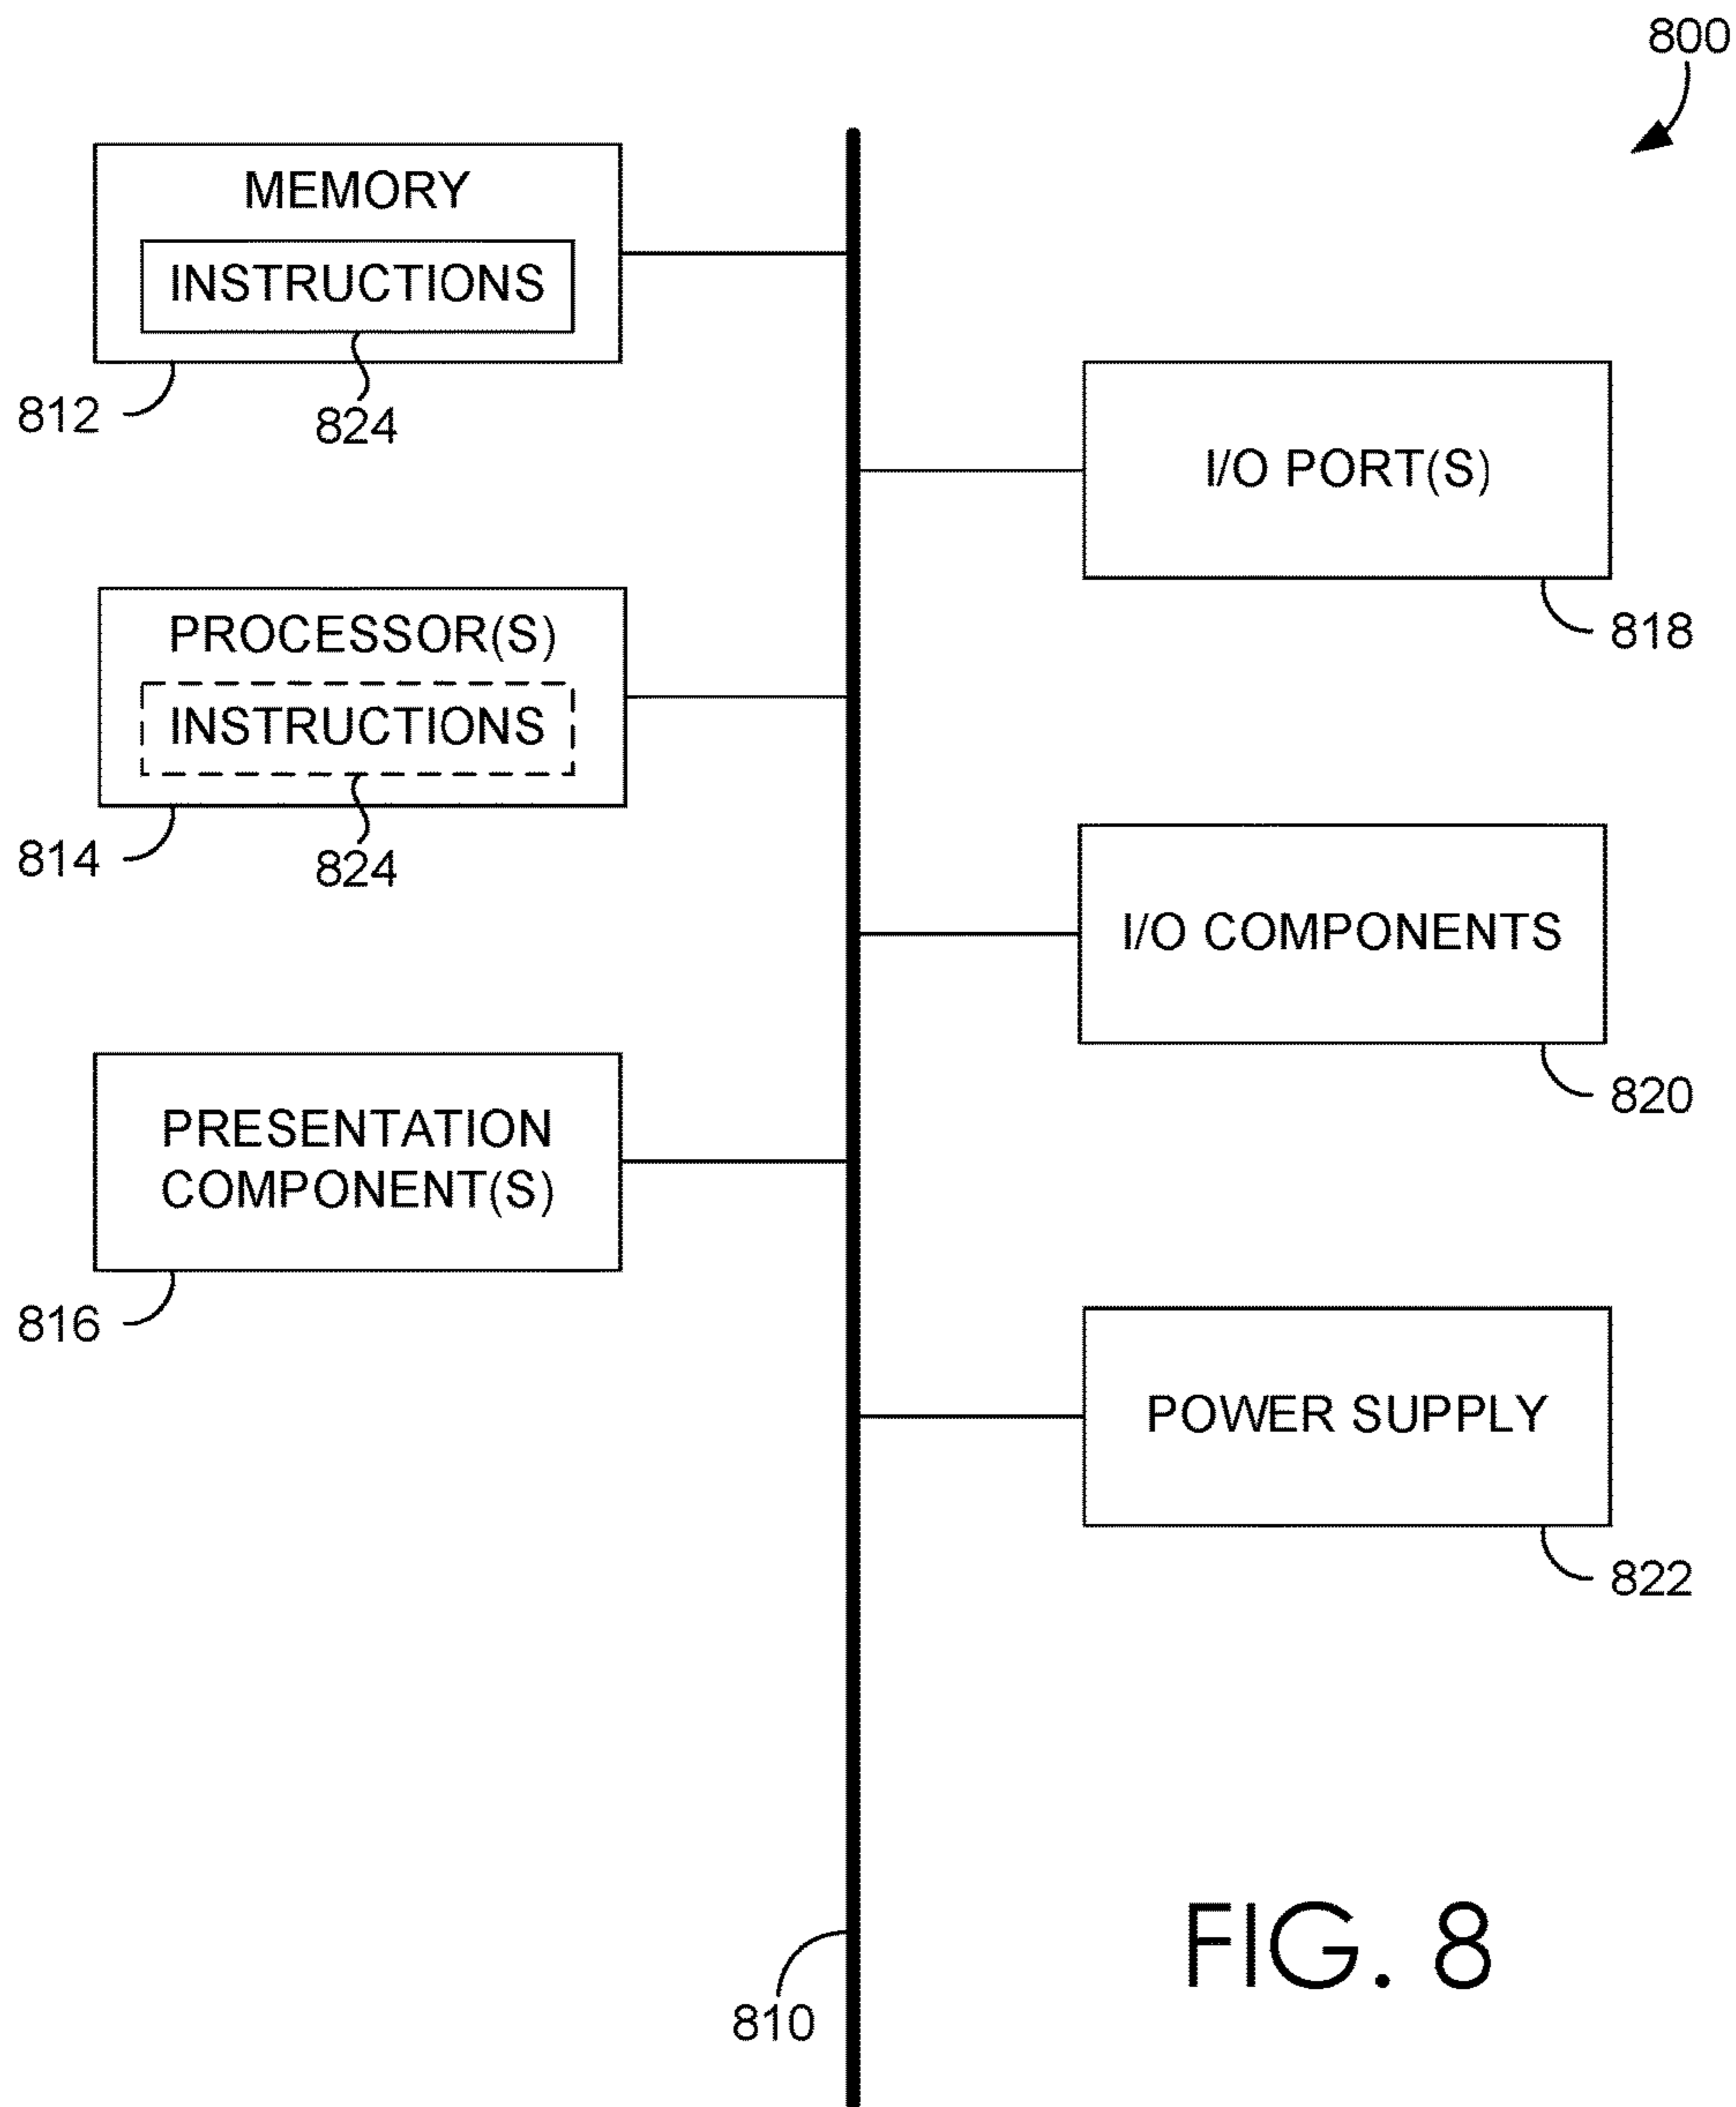 800
MEMORY
INSTRUCTIONS
812
824
I/O PORT(S)
818
PROCESSOR(S)
INSTRUCTIONS
814
824
I/O COMPONENTS
820
PRESENTATION
COMPONENT(S)
816
POWER SUPPLY
822
810
FIG. 8